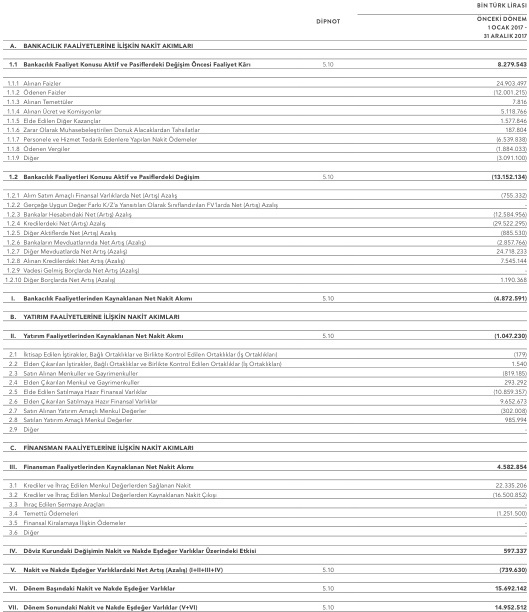 BİN TÜRK LİRASI
DİPNOT
ÖNCEKİ DÖNEM
1 OCAK 2017 -
31 ARALIK 2017
A. BANKACILIK FAALİYETLERİNE İLİŞKİN NAKİT AKIMLARI
1.1 Bankacılık Faaliyet Konusu Aktif ve Pasiflerdeki Değişim Öncesi Faaliyet Kârı 5.10 8.279.543
1.1.1 Alınan Faizler 24.903.497
1.1.2 Ödenen Faizler (12.001.215)
1.1.3 Alınan Temettüler 7.816
1.1.4 Alınan Ücret ve Komisyonlar 5.118.766
1.1.5 Elde Edilen Diğer Kazançlar 1.577.846
1.1.6 Zarar Olarak Muhasebeleştirilen Donuk Alacaklardan Tahsilatlar 187.804
1.1.7 Personele ve Hizmet Tedarik Edenlere Yapılan Nakit Ödemeler (6.539.838)
1.1.8 Ödenen Vergiler (1.884.033)
1.1.9 Diğer (3.091.100)
1.2 Bankacılık Faaliyetleri Konusu Aktif ve Pasiflerdeki Değişim 5.10 (13.152.134)
1.2.1 Alım Satım Amaçlı Finansal Varlıklarda Net (Artış) Azalış (755.332)
1.2.2 Gerçeğe Uygun Değer Farkı K/Z'a Yansıtılan Olarak Sınıflandırılan FV'larda Net (Artış) Azalış -
1.2.3 Bankalar Hesabındaki Net (Artış) Azalış (12.584.956)
1.2.4 Kredilerdeki Net (Artış) Azalış (29.522.295)
1.2.5 Diğer Aktiflerde Net (Artış) Azalış (885.530)
1.2.6 Bankaların Mevduatlarında Net Artış (Azalış) (2.857.766)
1.2.7 Diğer Mevduatlarda Net Artış (Azalış) 24.718.233
1.2.8 Alınan Kredilerdeki Net Artış (Azalış) 7.545.144
1.2.9 Vadesi Gelmiş Borçlarda Net Artış (Azalış) -
1.2.10 Diğer Borçlarda Net Artış (Azalış) 1.190.368
I. Bankacılık Faaliyetlerinden Kaynaklanan Net Nakit Akımı 5.10 (4.872.591)
B. YATIRIM FAALİYETLERİNE İLİŞKİN NAKİT AKIMLARI
II. Yatırım Faaliyetlerinden Kaynaklanan Net Nakit Akımı 5.10 (1.047.230)
2.1 İktisap Edilen İştirakler, Bağlı Ortaklıklar ve Birlikte Kontrol Edilen Ortaklıklar (İş Ortaklıkları) (179)
2.2 Elden Çıkarılan İştirakler, Bağlı Ortaklıklar ve Birlikte Kontrol Edilen Ortaklıklar (İş Ortaklıkları) 1.540
2.3 Satın Alınan Menkuller ve Gayrimenkuller (819.185)
2.4 Elden Çıkarılan Menkul ve Gayrimenkuller 293.292
2.5 Elde Edilen Satılmaya Hazır Finansal Varlıklar (10.859.357)
2.6 Elden Çıkarılan Satılmaya Hazır Finansal Varlıklar 9.652.673
2.7 Satın Alınan Yatırım Amaçlı Menkul Değerler (302.008)
2.8 Satılan Yatırım Amaçlı Menkul Değerler 985.994
2.9 Diğer -
C. FİNANSMAN FAALİYETLERİNE İLİŞKİN NAKİT AKIMLARI
III. Finansman Faaliyetlerinden Kaynaklanan Net Nakit Akımı 4.582.854
3.1 Krediler ve İhraç Edilen Menkul Değerlerden Sağlanan Nakit 22.335.206
3.2 Krediler ve İhraç Edilen Menkul Değerlerden Kaynaklanan Nakit Çıkışı (16.500.852)
3.3 İhraç Edilen Sermaye Araçları -
3.4 Temettü Ödemeleri (1.251.500)
3.5 Finansal Kiralamaya İlişkin Ödemeler -
3.6 Diğer -
IV. Döviz Kurundaki Değişimin Nakit ve Nakde Eşdeğer Varlıklar Üzerindeki Etkisi 597.337
V. Nakit ve Nakde Eşdeğer Varlıklardaki Net Artış (Azalış) (I+II+III+IV) 5.10 (739.630)
VI. Dönem Başındaki Nakit ve Nakde Eşdeğer Varlıklar 5.10 15.692.142
VII. Dönem Sonundaki Nakit ve Nakde Eşdeğer Varlıklar (V+VI) 5.10 14.952.512